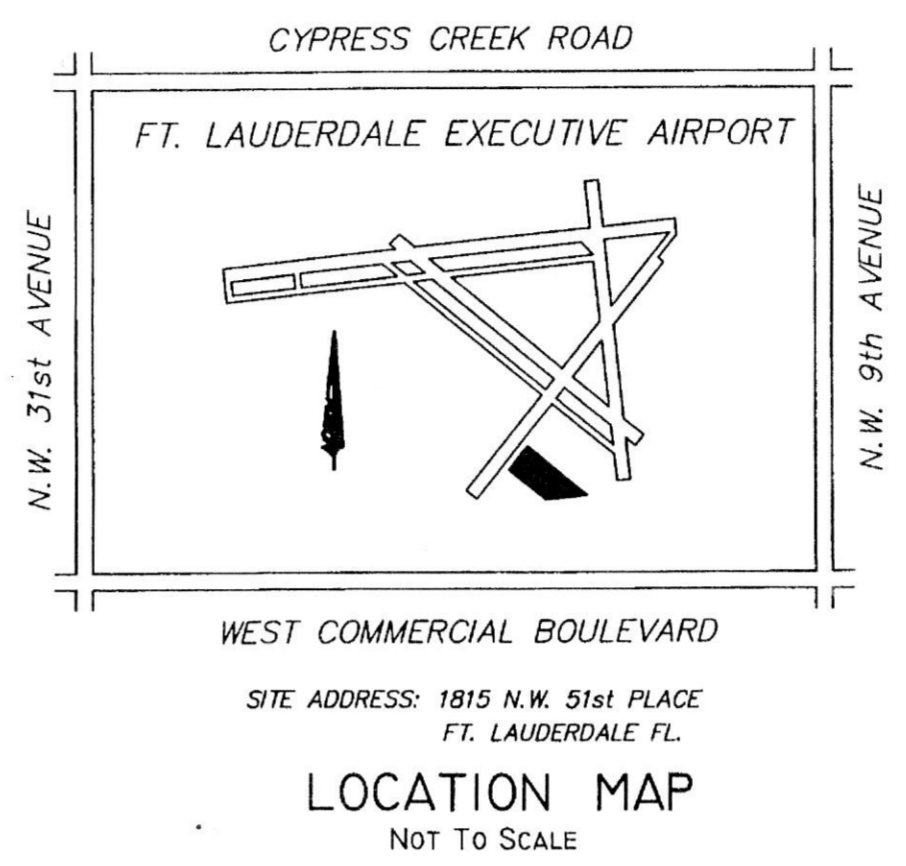 CYPRESS CREEK ROAD
FT. LAUDERDALE EXECUTIVE AIRPORT
N.W. 31st AVENUE
N.W. 9th AVENUE
WEST COMMERCIAL BOULEVARD
SITE ADDRESS: 1815 N.W. 51st PLACE
FT. LAUDERDALE FL.
LOCATION MAP
NOT TO SCALE